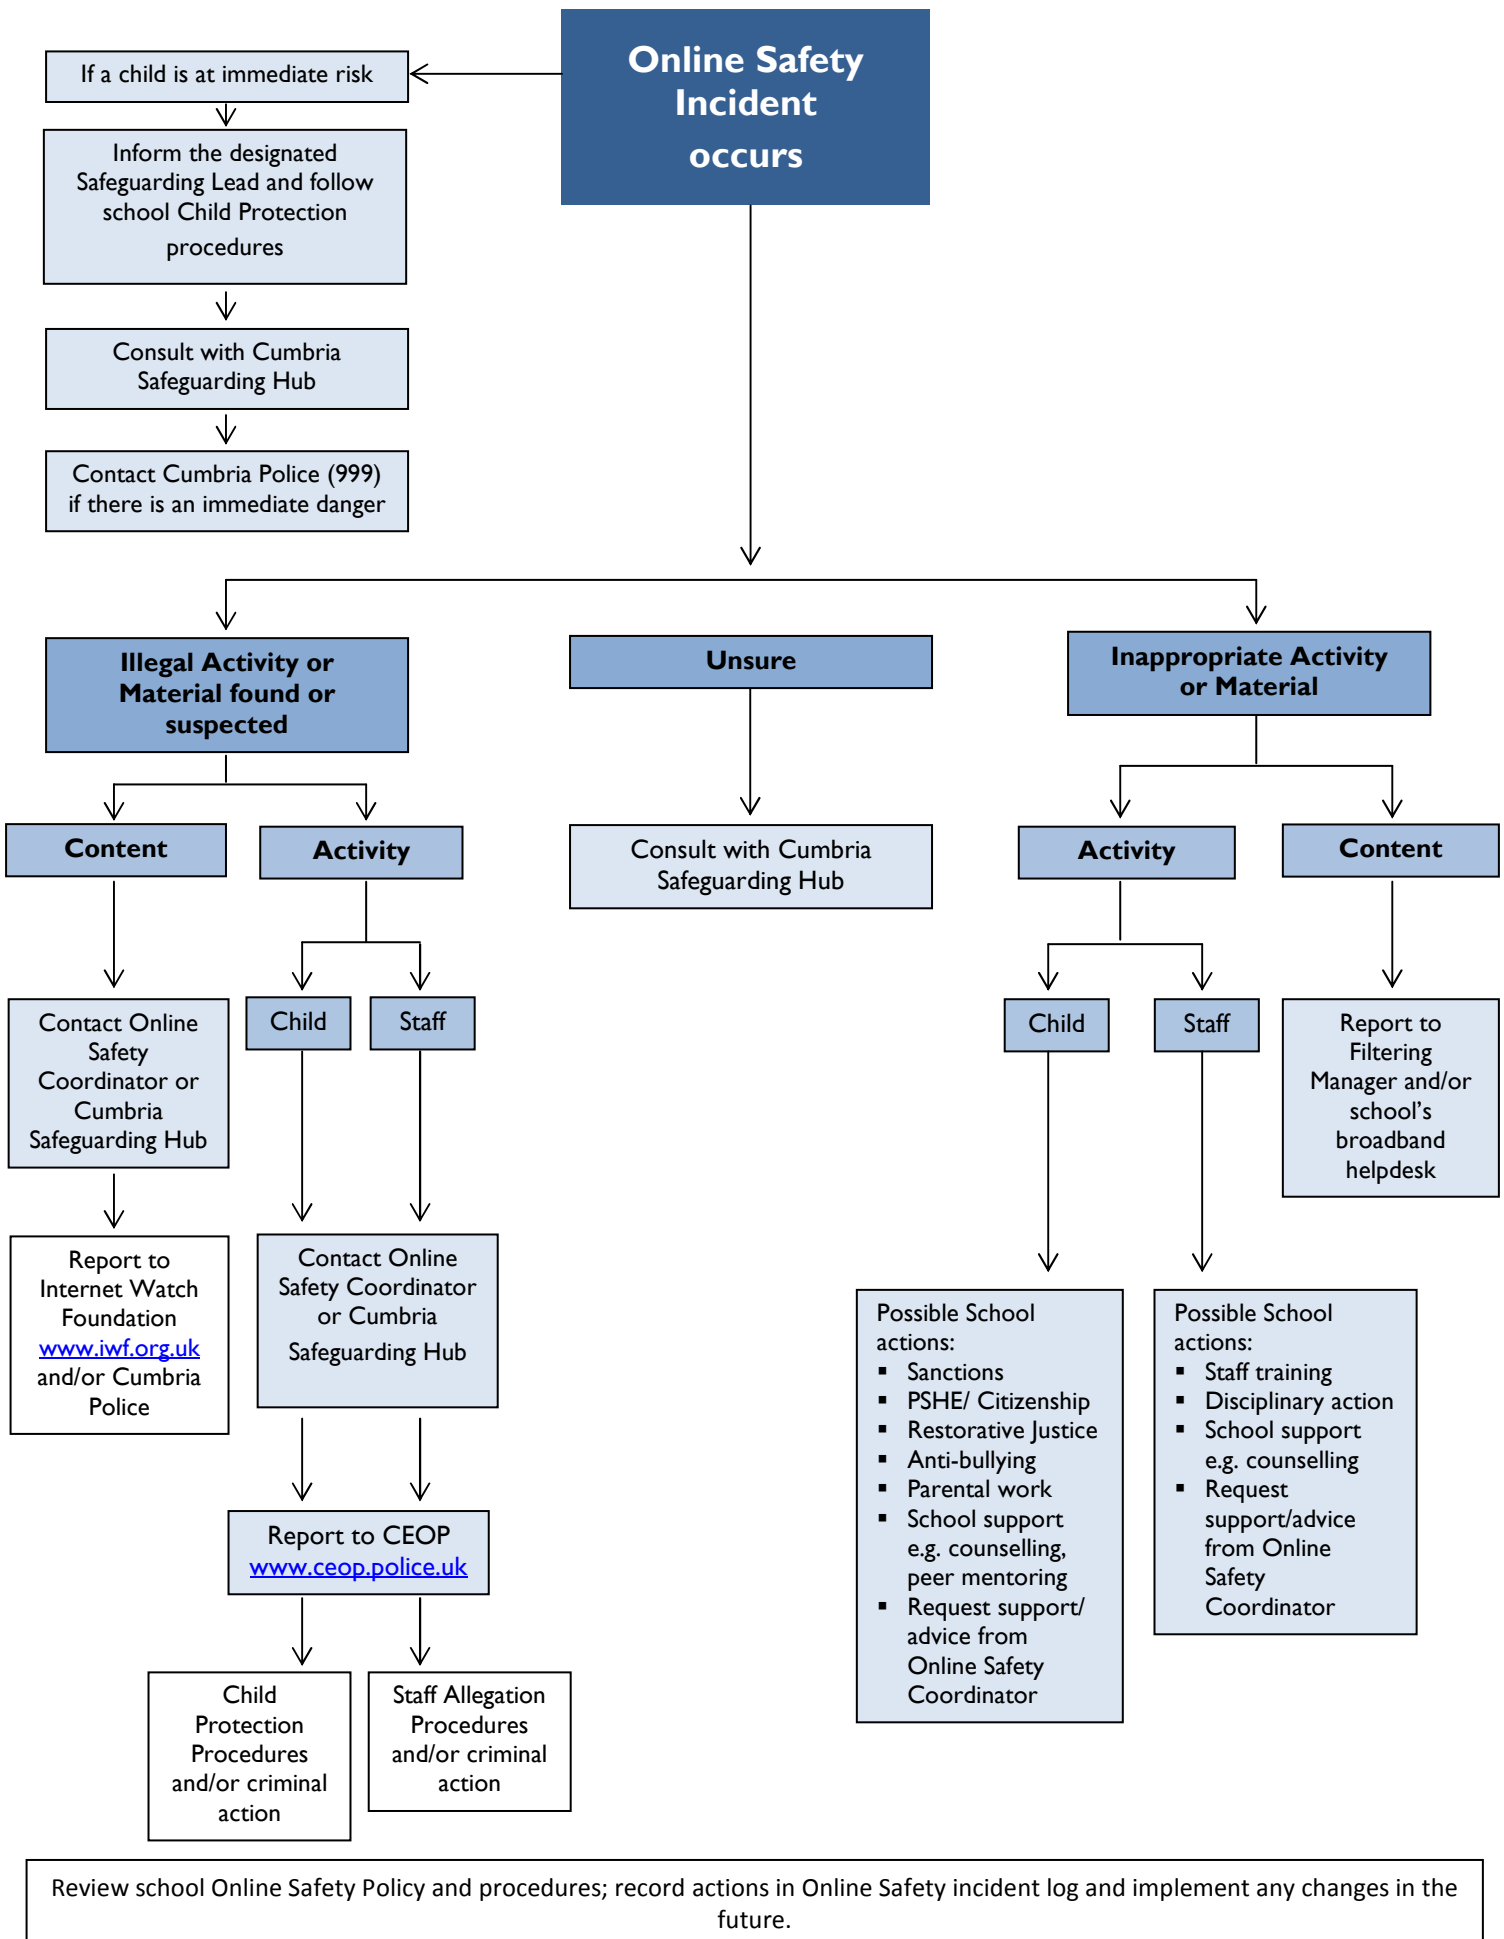 Online Safety
Incident
occurs
If a child is at immediate risk
Inform the designated
Safeguarding Lead and follow
school Child Protection
procedures
Consult with Cumbria
Safeguarding Hub
Contact Cumbria Police (999)
if there is an immediate danger
Illegal Activity or
Material found or
suspected
Unsure
Inappropriate Activity
or Material
Content
Activity
Consult with Cumbria
Safeguarding Hub
Activity
Content
Contact Online
Safety
Coordinator or
Cumbria
Safeguarding Hub
Child
Staff
Child
Staff
Report to
Filtering
Manager and/or
school’s
broadband
helpdesk
Report to
Internet Watch
Foundation
www.iwf.org.uk
and/or Cumbria
Police
Contact Online
Safety Coordinator
or Cumbria
Safeguarding Hub
Possible School
actions:
▪ Sanctions
▪ PSHE/ Citizenship
▪ Restorative Justice
▪ Anti-bullying
▪ Parental work
▪ School support
e.g. counselling,
peer mentoring
▪ Request support/
advice from
Online Safety
Coordinator
Possible School
actions:
▪ Staff training
▪ Disciplinary action
▪ School support
e.g. counselling
▪ Request
support/advice
from Online
Safety
Coordinator
Report to CEOP
www.ceop.police.uk
Child
Protection
Procedures
and/or criminal
action
Staff Allegation
Procedures
and/or criminal
action
Review school Online Safety Policy and procedures; record actions in Online Safety incident log and implement any changes in the
future.